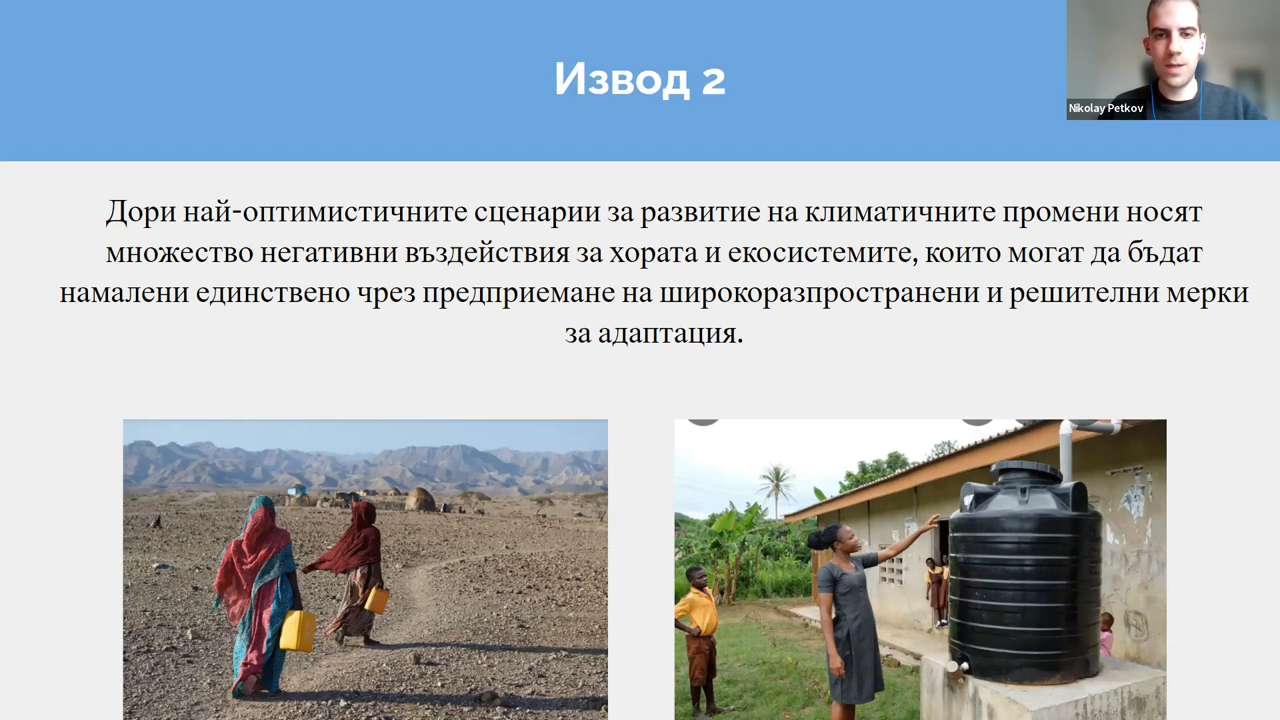 Извод 2
Nikolay Petkov
Дори най-оптимистичните сценарии за развитие на климатичните промени носят
множество негативни въздействия за хората и екосистемите, които могат да бъдат
намалени единствено чрез предприемане на широкоразпространени и решителни мерки
за адаптация.